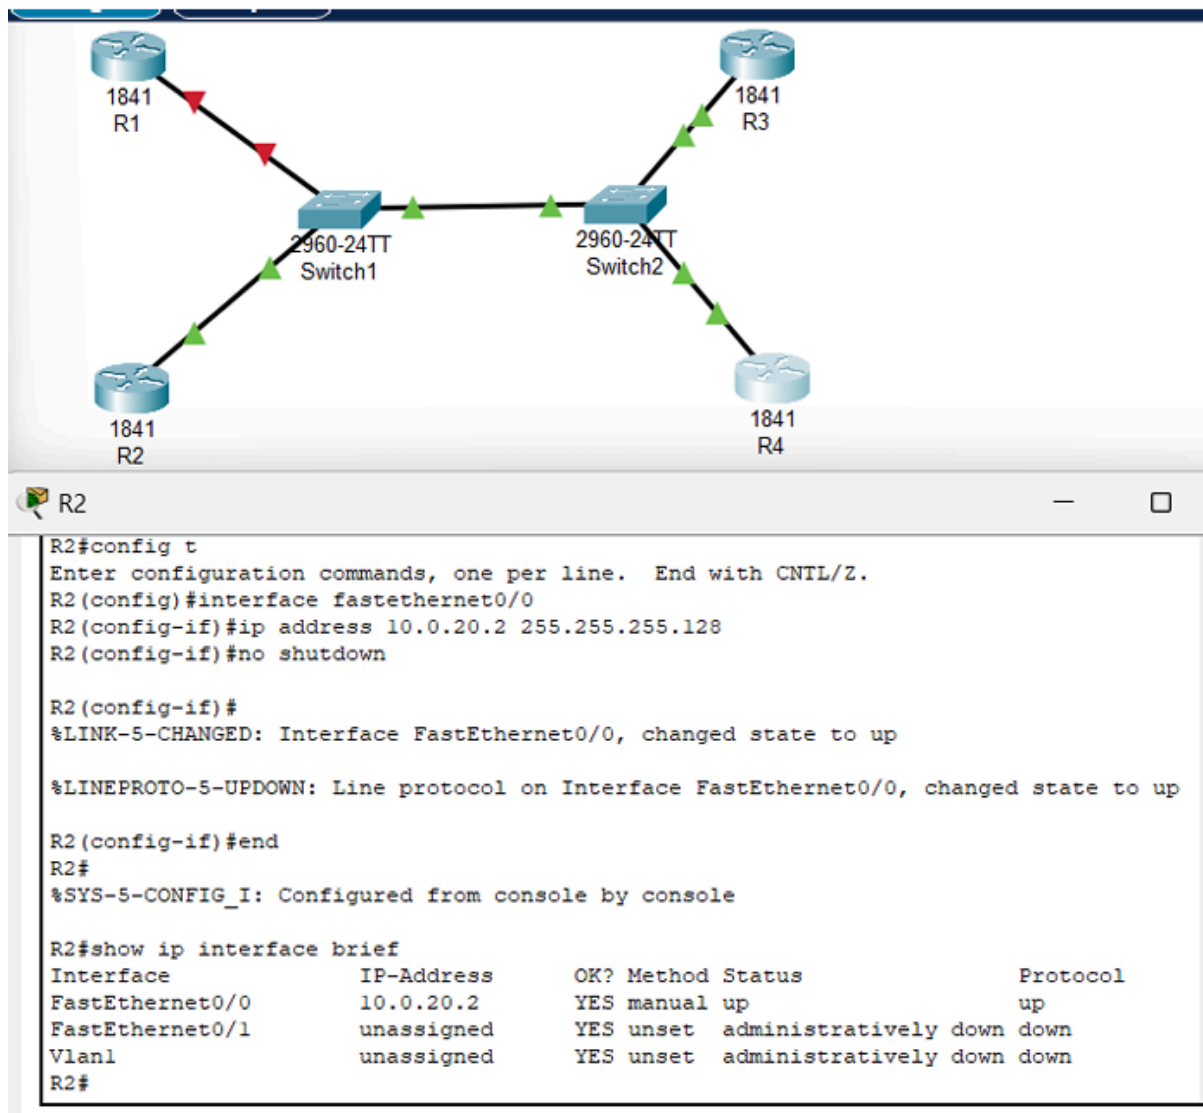 1841
R1
1841
R3
2960-24TT
Switch1
2960-24TT
Switch2
1841
R2
1841
R4
R2
R2#config t
Enter configuration commands, one per line.  End with CNTL/Z.
R2(config)#interface fastethernet0/0
R2(config-if)#ip address 10.0.20.2 255.255.255.128
R2(config-if)#no shutdown
R2(config-if)#
%LINK-5-CHANGED: Interface FastEthernet0/0, changed state to up
%LINEPROTO-5-UPDOWN: Line protocol on Interface FastEthernet0/0, changed state to up
R2(config-if)#end
R2#
%SYS-5-CONFIG_I: Configured from console by console
R2#show ip interface brief
Interface              IP-Address      OK? Method Status                Protocol
FastEthernet0/0        10.0.20.2       YES manual up                    up
FastEthernet0/1        unassigned      YES unset  administratively down down
Vlan1                  unassigned      YES unset  administratively down down
R2#